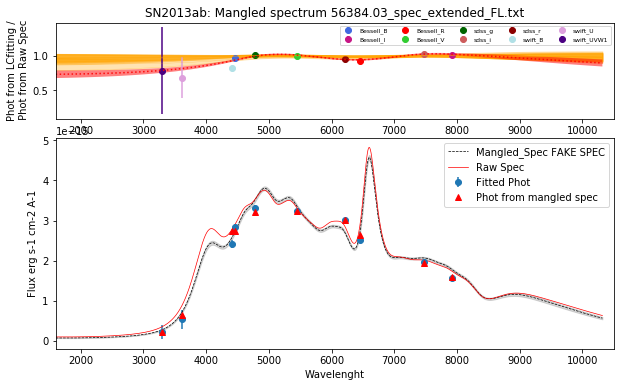 SN2013ab: Mangled spectrum 56384.03_spec_extended_FL.txt
Phot from LCfitting /
Phot from Raw Spec
1.0
0.5
Bessell_B Bessell_R sdss_g sdss_r swift_U
Bessell_I Bessell_V sdss_i swift_B swift_UVW1
2000 3000 4000 5000 6000 7000 8000 9000 10000
Flux erg s-1 cm-2 A-1
5
4
3
2
1
0
Mangled_Spec FAKE SPEC
Raw Spec
Fitted Phot
Phot from mangled spec
2000 3000 4000 5000 6000 7000 8000 9000 10000
Wavelenght